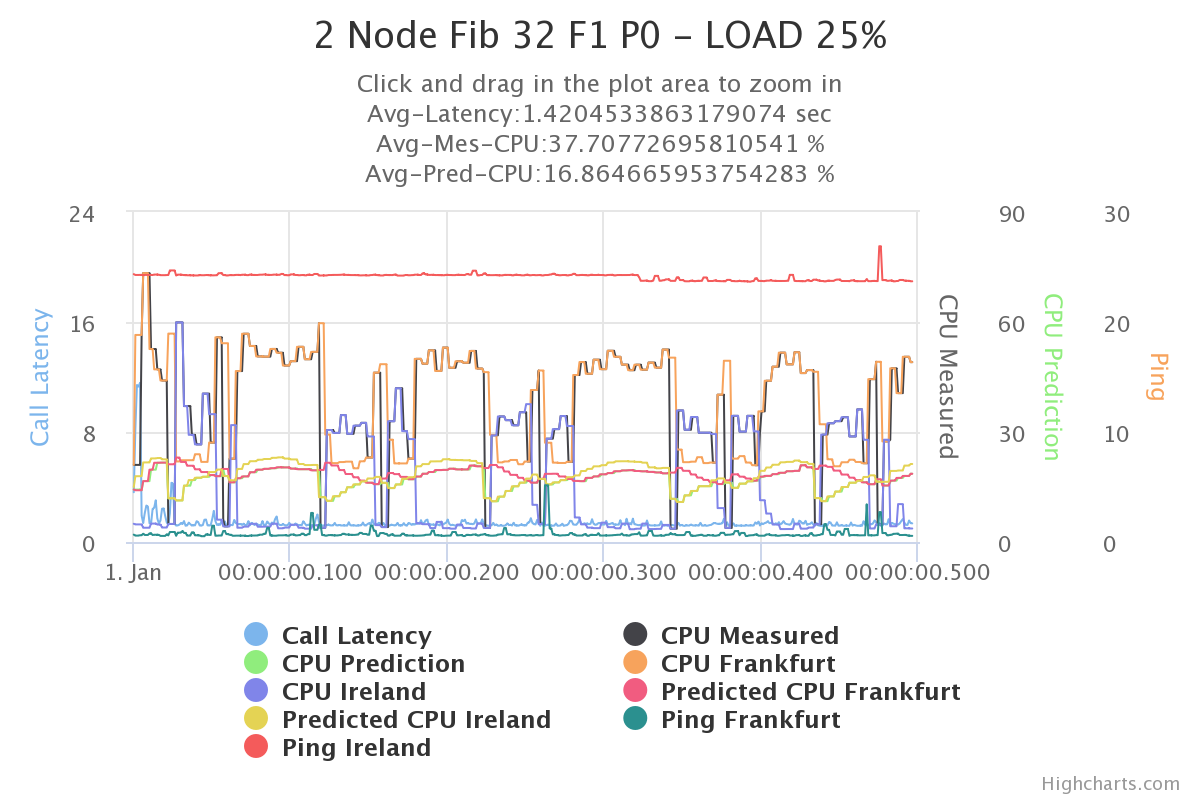 2 Node Fib 32 F1 P0 - LOAD 25%
Click and drag in the plot area to zoom in
Avg-Latency:1.4204533863179074 sec
Avg-Mes-CPU:37.70772695810541 %
Avg-Pred-CPU:16.864665953754283 %
24 90 30
16 60 20
8 30 10
0 0 0
Call Latency
CPU Measured
CPU Prediction
Ping
1. Jan 00:00:00.100 00:00:00.200 00:00:00.300 00:00:00.400 00:00:00.500
Call Latency CPU Measured
CPU Prediction CPU Frankfurt
CPU Ireland Predicted CPU Frankfurt
Predicted CPU Ireland Ping Frankfurt
Ping Ireland
Highcharts.com